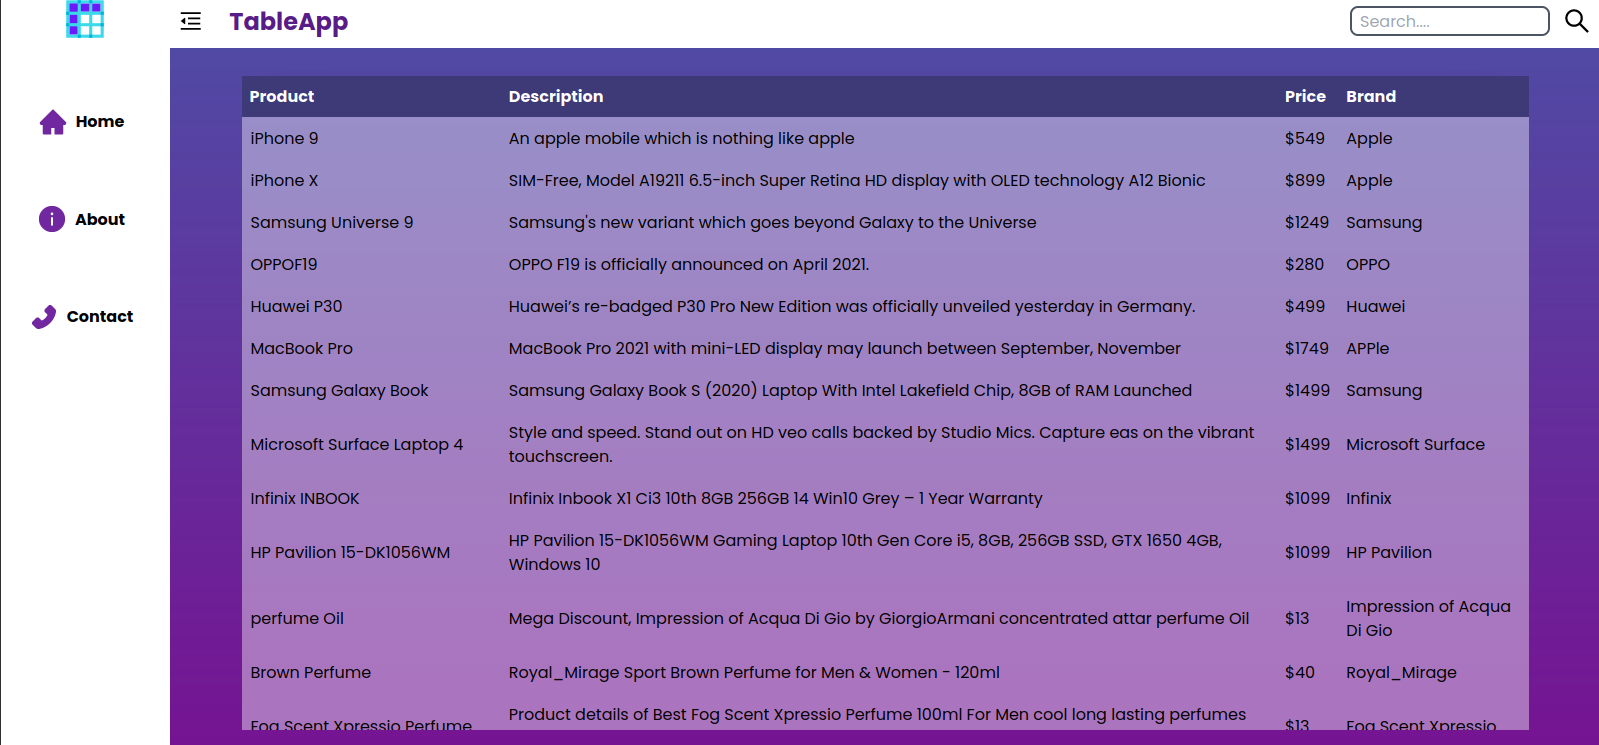 TableApp
Search....
Home
About
Contact
Product Description Price Brand
iPhone 9 An apple mobile which is nothing like apple $549 Apple
iPhone X SIM-Free, Model A19211 6.5-inch Super Retina HD display with OLED technology A12 Bionic $899 Apple
Samsung Universe 9 Samsung's new variant which goes beyond Galaxy to the Universe $1249 Samsung
OPPOF19 OPPO F19 is officially announced on April 2021. $280 OPPO
Huawei P30 Huawei’s re-badged P30 Pro New Edition was officially unveiled yesterday in Germany. $499 Huawei
MacBook Pro MacBook Pro 2021 with mini-LED display may launch between September, November $1749 APPle
Samsung Galaxy Book Samsung Galaxy Book S (2020) Laptop With Intel Lakefield Chip, 8GB of RAM Launched $1499 Samsung
Microsoft Surface Laptop 4 Style and speed. Stand out on HD veo calls backed by Studio Mics. Capture eas on the vibrant
touchscreen. $1499 Microsoft Surface
Infinix INBOOK Infinix Inbook X1 Ci3 10th 8GB 256GB 14 Win10 Grey – 1 Year Warranty $1099 Infinix
HP Pavilion 15-DK1056WM HP Pavilion 15-DK1056WM Gaming Laptop 10th Gen Core i5, 8GB, 256GB SSD, GTX 1650 4GB,
Windows 10 $1099 HP Pavilion
perfume Oil Mega Discount, Impression of Acqua Di Gio by GiorgioArmani concentrated attar perfume Oil $13 Impression of Acqua
Di Gio
Brown Perfume Royal_Mirage Sport Brown Perfume for Men & Women - 120ml $40 Royal_Mirage
Fog Scent Xpressio Perfume Product details of Best Fog Scent Xpressio Perfume 100ml For Men cool long lasting perfumes
$13 Fog Scent Xpressio